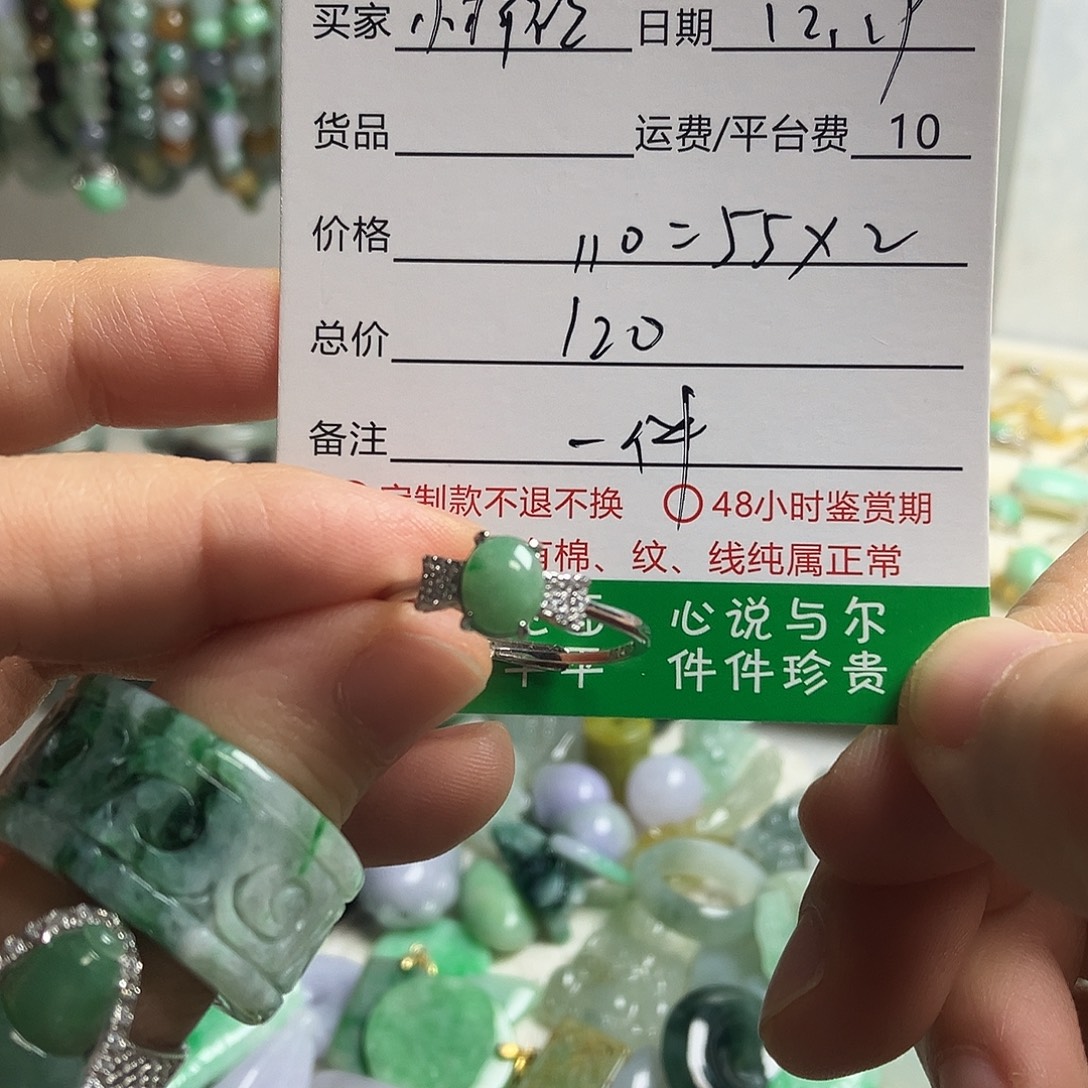 买家 日期
货品 运费/平台费 10
价格 110=55×2
总价 120
备注 一件
制款不退不换 48小时鉴赏期
有棉、纹、线纯属正常
心说与尔
平 件件珍贵